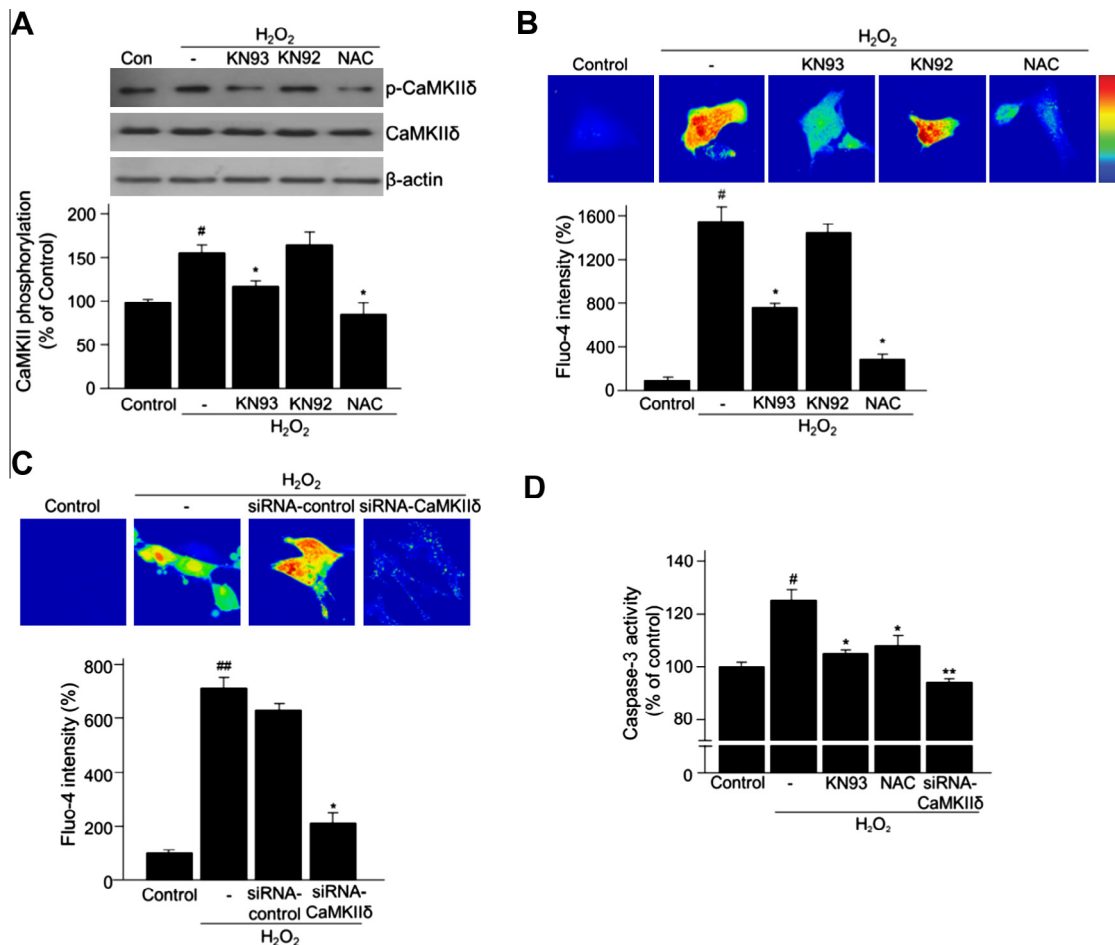 A
H₂O₂
Con - KN93 KN92 NAC
p-CaMKIIδ
CaMKIIδ
β-actin
CaMKII phosphorylation
(% of Control)
200
150
100
50
0
#
*
*
Control - KN93 KN92 NAC
H₂O₂
B
H₂O₂
Control - KN93 KN92 NAC
Fluo-4 intensity (%)
1600
1200
800
400
0
#
*
*
Control - KN93 KN92 NAC
H₂O₂
C
H₂O₂
Control - siRNA-control siRNA-CaMKIIδ
Fluo-4 intensity (%)
800
600
400
200
0
##
*
Control - siRNA- siRNA-
control CaMKIIδ
H₂O₂
D
Caspase-3 activity
(% of control)
140
120
100
80
0
#
*
*
**
Control - KN93 NAC siRNA-
CaMKIIδ
H₂O₂